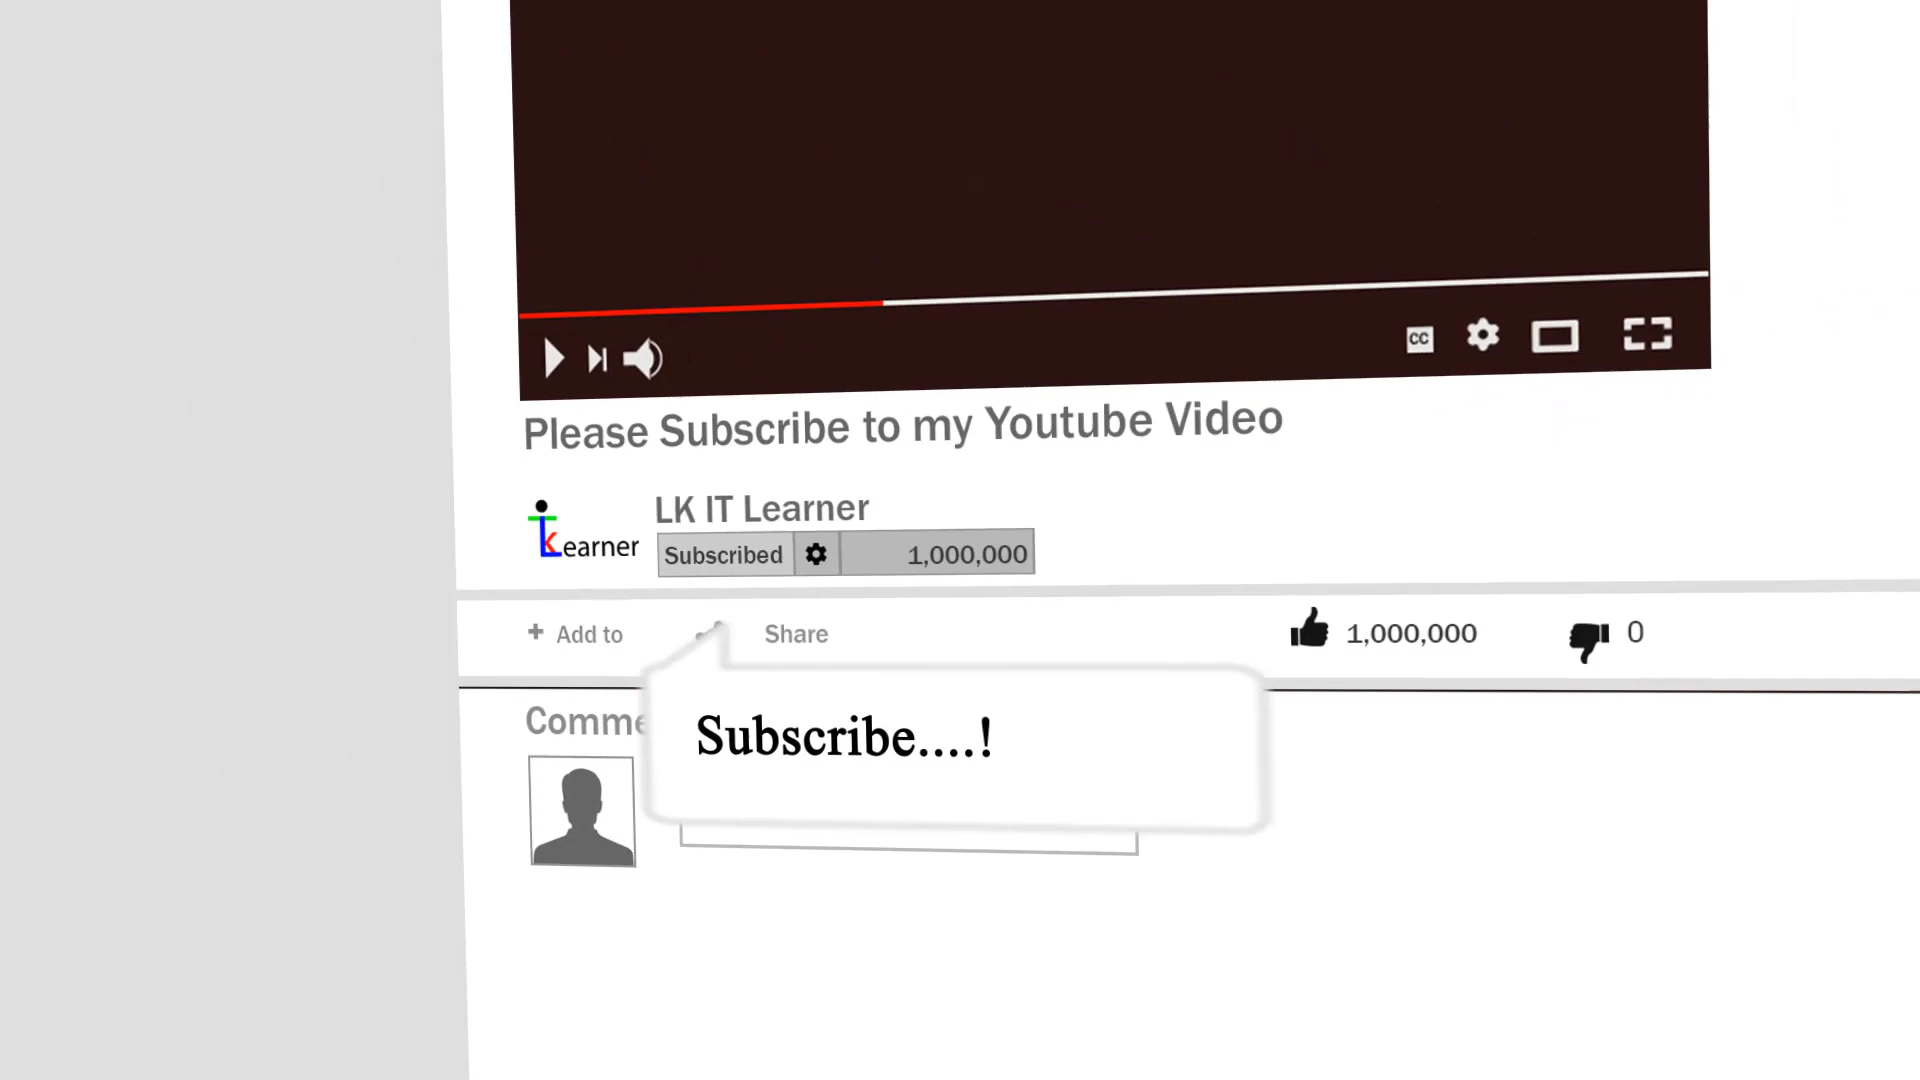 CC
Please Subscribe to my Youtube Video
LK IT Learner
Learner
Subscribed 1,000,000
+ Add to Share 1,000,000 0
Comme
Subscribe....!